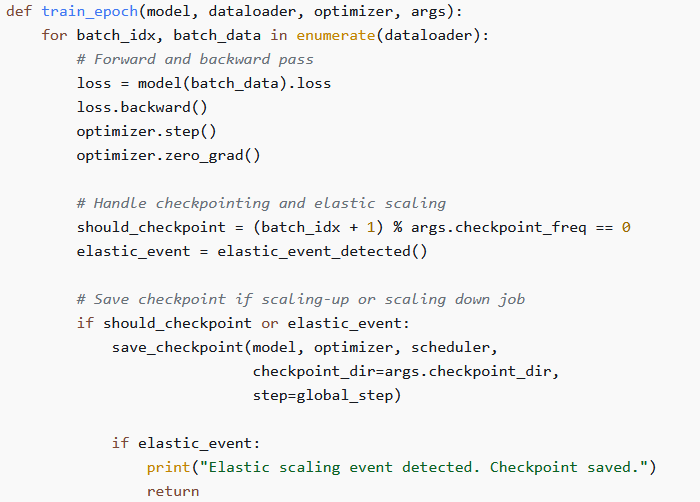 def train_epoch(model, dataloader, optimizer, args):
    for batch_idx, batch_data in enumerate(dataloader):
        # Forward and backward pass
        loss = model(batch_data).loss
        loss.backward()
        optimizer.step()
        optimizer.zero_grad()

        # Handle checkpointing and elastic scaling
        should_checkpoint = (batch_idx + 1) % args.checkpoint_freq == 0
        elastic_event = elastic_event_detected()

        # Save checkpoint if scaling-up or scaling down job
        if should_checkpoint or elastic_event:
            save_checkpoint(model, optimizer, scheduler,
                            checkpoint_dir=args.checkpoint_dir,
                            step=global_step)

            if elastic_event:
                print("Elastic scaling event detected. Checkpoint saved.")
                return